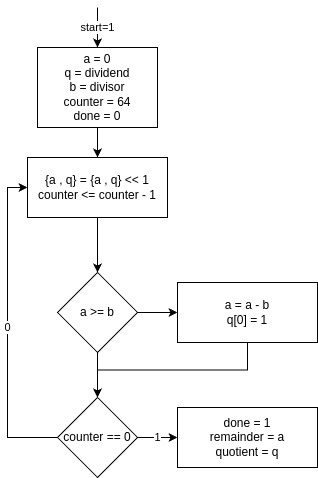 start=1
a = 0
q = dividend
b = divisor
counter = 64
done = 0
{a , q} = {a , q} << 1
counter <= counter - 1
a >= b
a = a - b
q[0] = 1
0
counter == 0
1
done = 1
remainder = a
quotient = q